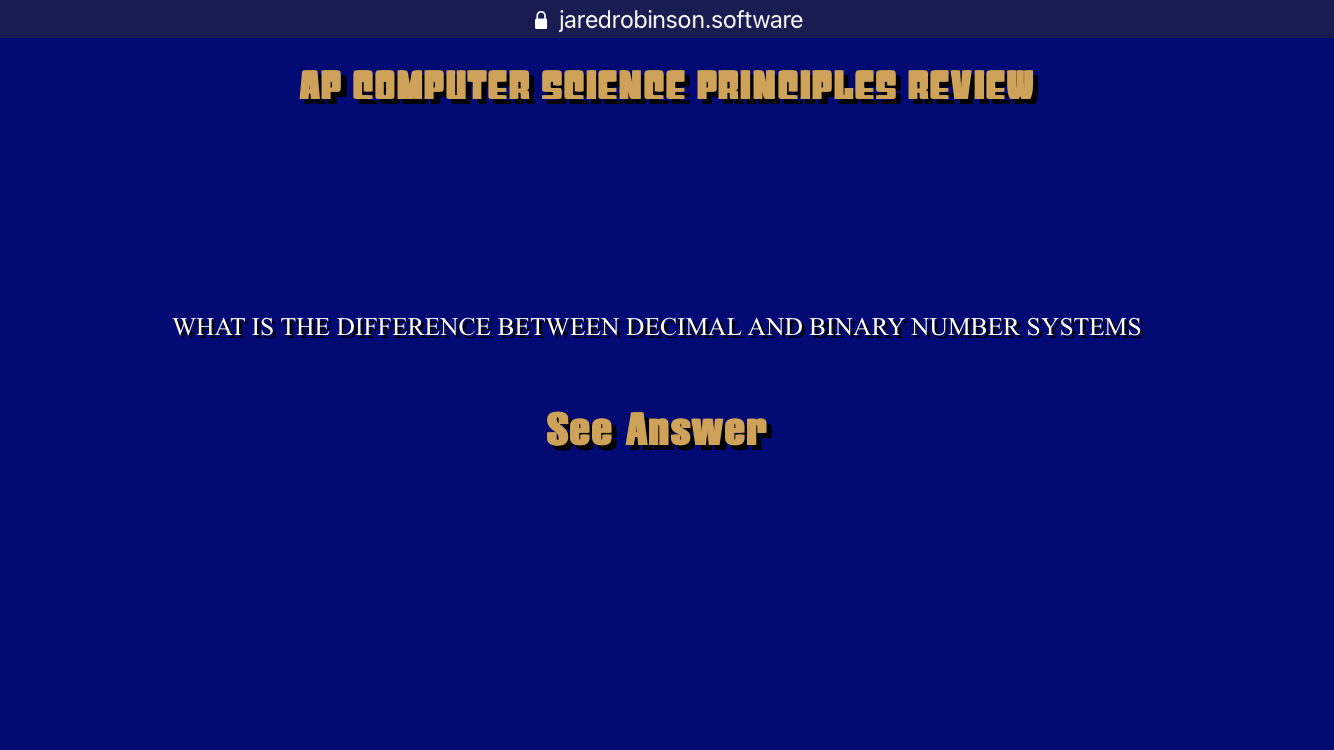 jaredrobinson.software
AP COMPUTER SCIENCE PRINCIPLES REVIEW
WHAT IS THE DIFFERENCE BETWEEN DECIMAL AND BINARY NUMBER SYSTEMS
See Answer